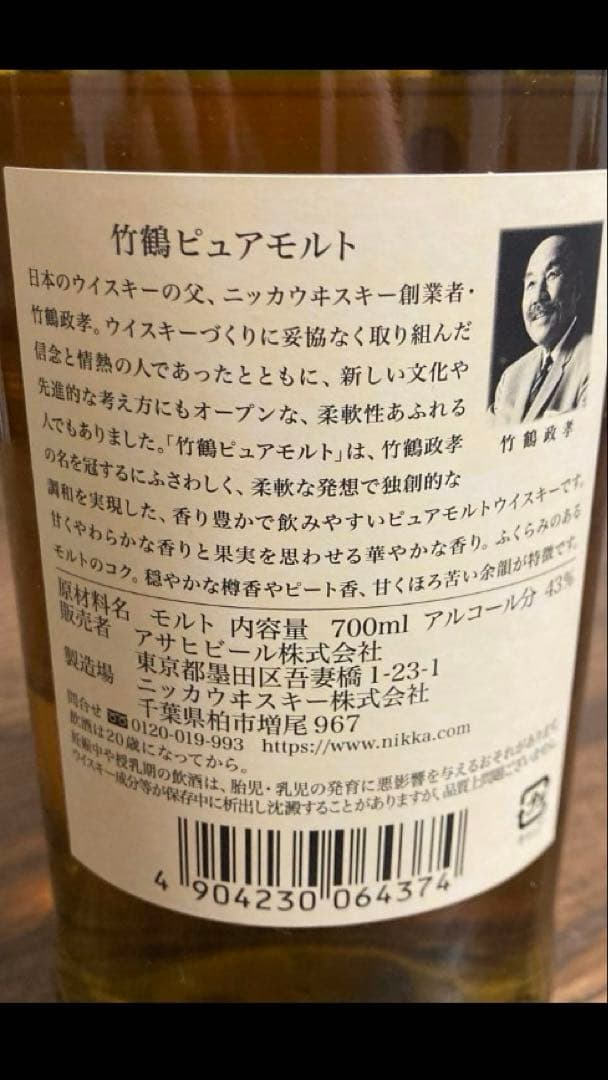 竹鶴ピュアモルト
日本のウイスキーの父、ニッカウヰスキー創業者・
竹鶴政孝。ウイスキーづくりに妥協なく取り組んだ
信念と情熱の人であったとともに、新しい文化や
先進的な考え方にもオープンな、柔軟性あふれる
人でもありました。「竹鶴ピュアモルト」は、竹鶴政孝
の名を冠するにふさわしく、柔軟な発想で独創的な
調和を実現した、香り豊かで飲みやすいピュアモルトウイスキーです。
甘くやわらかな香りと果実を思わせる華やかな香り。ふくらみのある
モルトのコク。穏やかな樽香やピート香、甘くほろ苦い余韻が特徴です。
竹鶴政孝
原材料名 モルト 内容量 700ml アルコール分 43%
販売者 アサヒビール株式会社
東京都墨田区吾妻橋1-23-1
製造場 ニッカウヰスキー株式会社
千葉県柏市増尾967
問合せ 0120-019-993 https://www.nikka.com
飲酒は20歳になってから。
妊娠中や授乳期の飲酒は、胎児・乳児の発育に悪影響を与えるおそれがあります。
ウイスキー成分等が保存中に析出し沈澱することがありますが、品質上問題ございません。
4 904230 064374